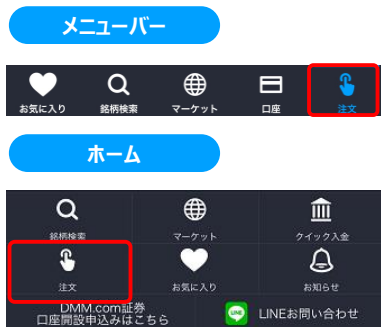 メニューバー
お気に入り 銘柄検索 マーケット 口座 注文
ホーム
銘柄検索 マーケット クイック入金
注文 お気に入り お知らせ
DMM.com証券
口座開設申込みはこちら
LINE LINEお問い合わせ